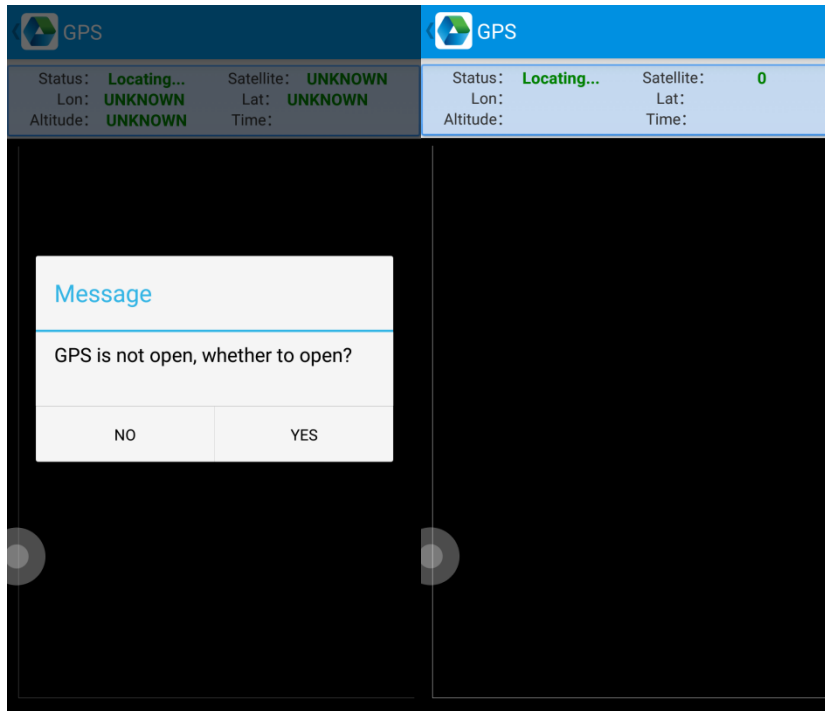 GPS
Status： Locating... Satellite： UNKNOWN
Lon： UNKNOWN Lat： UNKNOWN
Altitude： UNKNOWN Time：
Message
GPS is not open, whether to open?
NO YES
GPS
Status： Locating... Satellite： 0
Lon： Lat：
Altitude： Time：